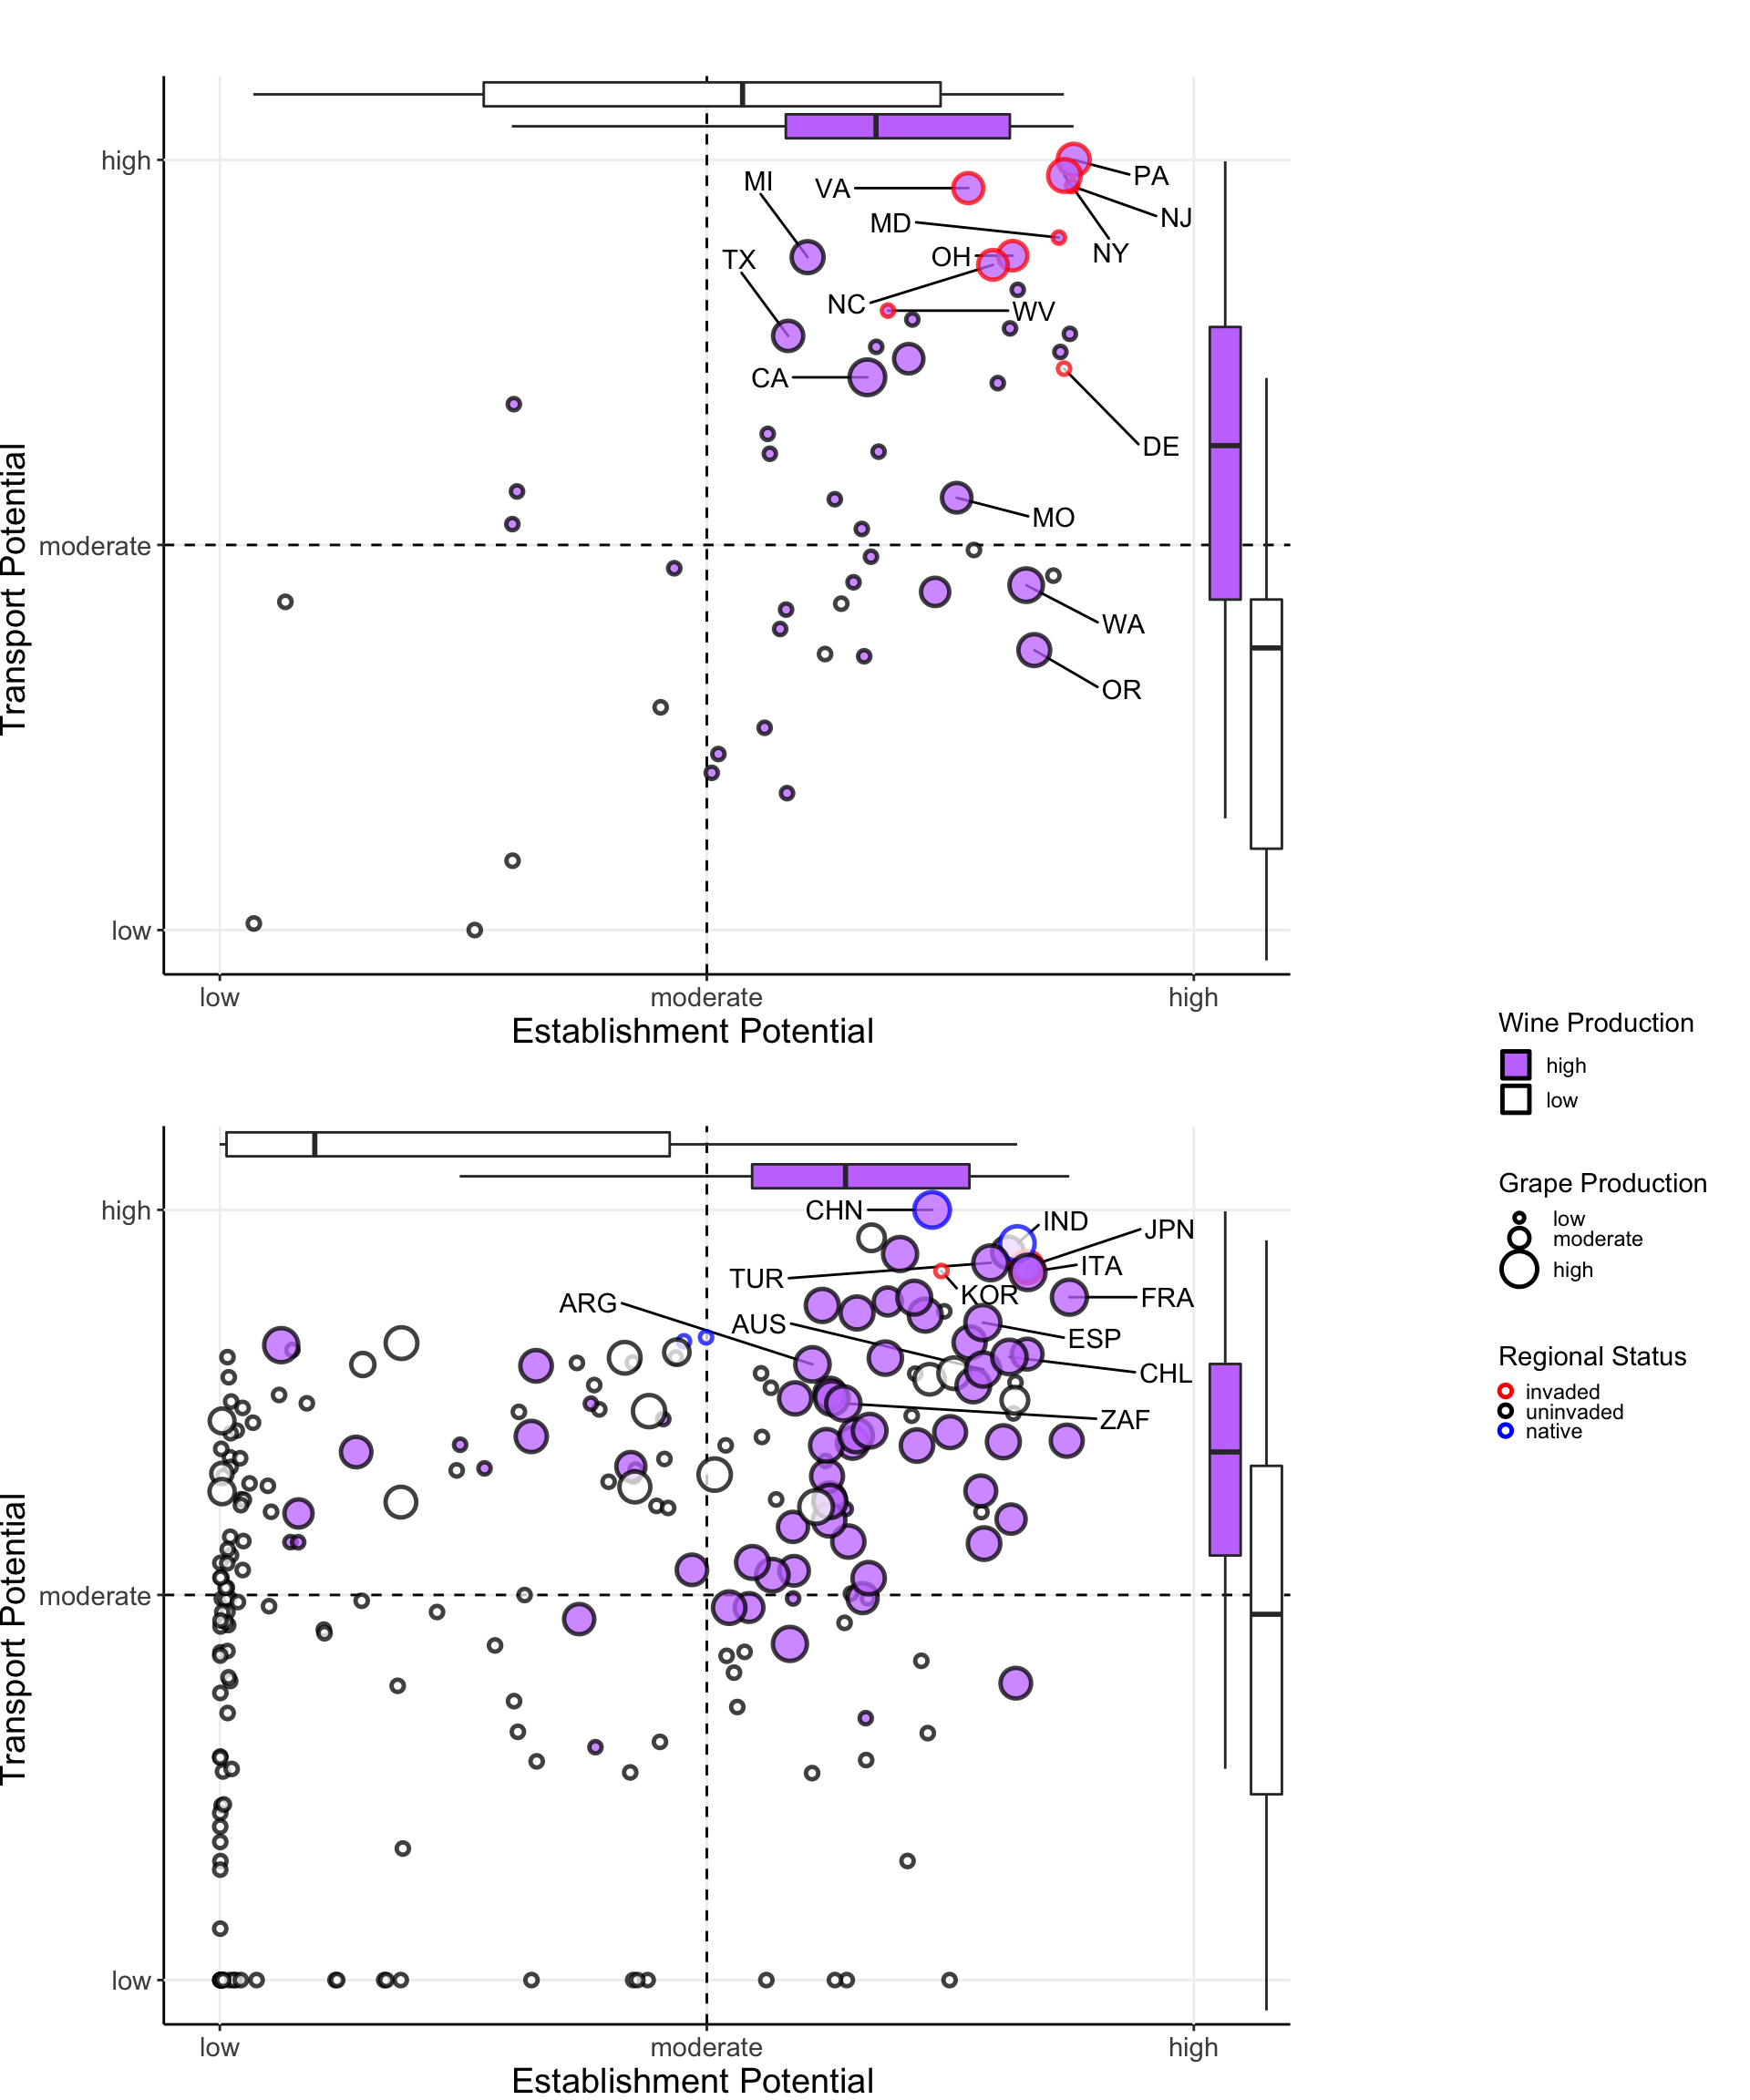 high
moderate
low
Transport Potential
MI
VA
PA
NJ
MD
NY
TX
OH
NC
WV
CA
DE
MO
WA
OR
low
moderate
high
Establishment Potential
Wine Production
high
low
Grape Production
low
moderate
high
Regional Status
invaded
uninvaded
native
high
moderate
low
Transport Potential
CHN
IND
JPN
TUR
ITA
KOR
FRA
ARG
AUS
ESP
CHL
ZAF
low
moderate
high
Establishment Potential